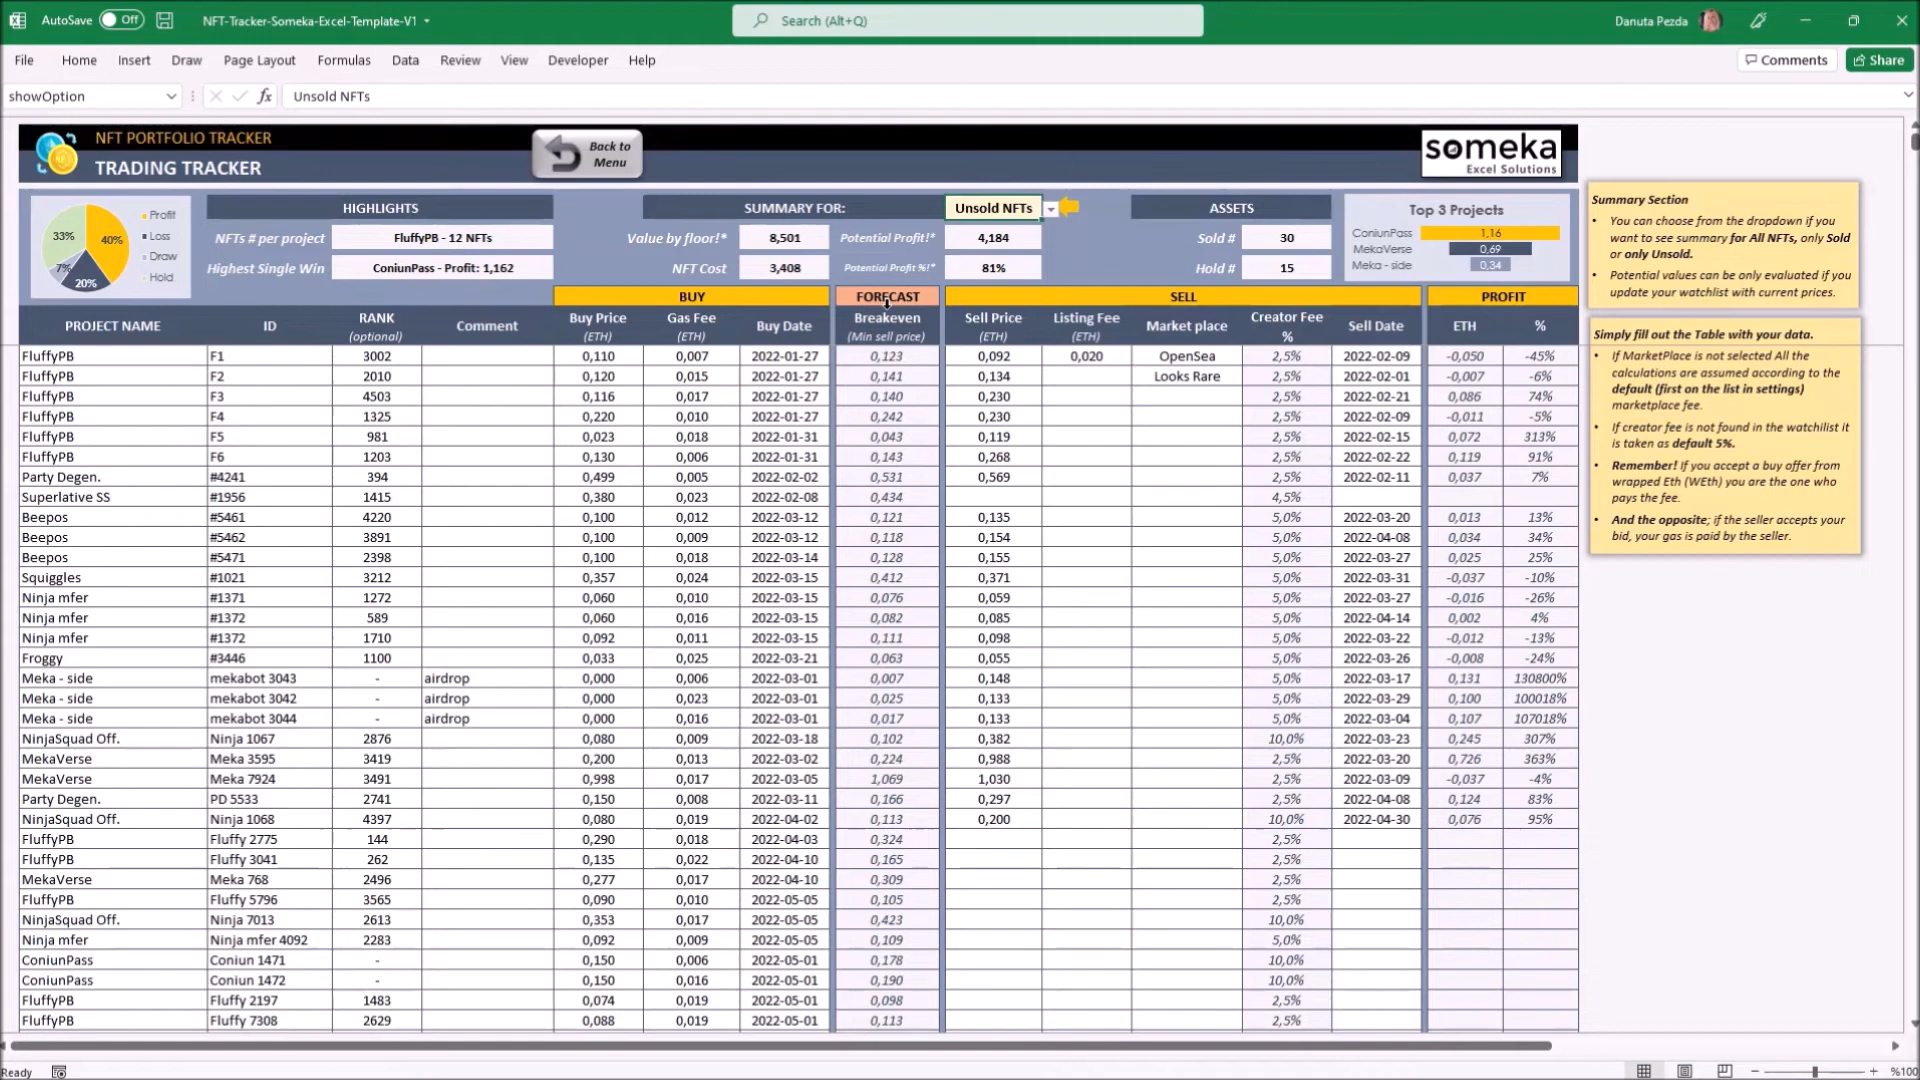 AutoSave Off NFT-Tracker-Someka-Excel-Template-V1 Search (Alt+Q) Danuta Pezda
File Home Insert Draw Page Layout Formulas Data Review View Developer Help Comments Share
showOption fx Unsold NFTs
NFT PORTFOLIO TRACKER
TRADING TRACKER
Back to
Menu
someka
Excel Solutions
33%
40%
7%
20%
Profit
Loss
Draw
Hold
HIGHLIGHTS SUMMARY FOR: Unsold NFTs ASSETS Top 3 Projects
NFTs # per project FluffyPB - 12 NFTs Value by floor!* 8,501 Potential Profit!* 4,184 Sold # 30
Highest Single Win ConiunPass - Profit: 1,162 NFT Cost 3,408 Potential Profit %!* 81% Hold # 15
ConiunPass 1,16
MekaVerse 0,69
Meka - side 0,34
BUY FORECAST SELL PROFIT
PROJECT NAME ID RANK (optional) Comment Buy Price (ETH) Gas Fee (ETH) Buy Date Breakeven (Min sell price) Sell Price (ETH) Listing Fee (ETH) Market place Creator Fee % Sell Date ETH %
FluffyPB F1 3002 0,110 0,007 2022-01-27 0,123 0,092 0,020 OpenSea 2,5% 2022-02-09 -0,050 -45%
FluffyPB F2 2010 0,120 0,015 2022-01-27 0,141 0,134 Looks Rare 2,5% 2022-02-01 -0,007 -6%
FluffyPB F3 4503 0,116 0,017 2022-01-27 0,140 0,230 2,5% 2022-02-21 0,086 74%
FluffyPB F4 1325 0,220 0,010 2022-01-27 0,242 0,230 2,5% 2022-02-09 -0,011 -5%
FluffyPB F5 981 0,023 0,018 2022-01-31 0,043 0,119 2,5% 2022-02-15 0,072 313%
FluffyPB F6 1203 0,130 0,006 2022-01-31 0,143 0,268 2,5% 2022-02-22 0,119 91%
Party Degen. #4241 394 0,499 0,005 2022-02-02 0,531 0,569 2,5% 2022-02-11 0,037 7%
Superlative SS #1956 1415 0,380 0,023 2022-02-08 0,434 4,5%
Beepos #5461 4220 0,100 0,012 2022-03-12 0,121 0,135 5,0% 2022-03-20 0,013 13%
Beepos #5462 3891 0,100 0,009 2022-03-12 0,118 0,154 5,0% 2022-04-08 0,034 34%
Beepos #5471 2398 0,100 0,018 2022-03-14 0,128 0,155 5,0% 2022-03-27 0,025 25%
Squiggles #1021 3212 0,357 0,024 2022-03-15 0,412 0,371 5,0% 2022-03-31 -0,037 -10%
Ninja mfer #1371 1272 0,060 0,010 2022-03-15 0,076 0,059 5,0% 2022-03-27 -0,016 -26%
Ninja mfer #1372 589 0,060 0,016 2022-03-15 0,082 0,085 5,0% 2022-04-14 0,002 4%
Ninja mfer #1372 1710 0,092 0,011 2022-03-15 0,111 0,098 5,0% 2022-03-22 -0,012 -13%
Froggy #3446 1100 0,033 0,025 2022-03-21 0,063 0,055 5,0% 2022-03-26 -0,008 -24%
Meka - side mekabot 3043 - airdrop 0,000 0,006 2022-03-01 0,007 0,148 5,0% 2022-03-17 0,131 130800%
Meka - side mekabot 3042 - airdrop 0,000 0,023 2022-03-01 0,025 0,133 5,0% 2022-03-29 0,100 100018%
Meka - side mekabot 3044 - airdrop 0,000 0,016 2022-03-01 0,017 0,133 5,0% 2022-03-04 0,107 107018%
NinjaSquad Off. Ninja 1067 2876 0,080 0,009 2022-03-18 0,102 0,382 10,0% 2022-03-23 0,245 307%
MekaVerse Meka 3595 3419 0,200 0,013 2022-03-02 0,224 0,988 2,5% 2022-03-20 0,726 363%
MekaVerse Meka 7924 3491 0,998 0,017 2022-03-05 1,069 1,030 2,5% 2022-03-09 -0,037 -4%
Party Degen. PD 5533 2741 0,150 0,008 2022-03-11 0,166 0,297 2,5% 2022-04-08 0,124 83%
NinjaSquad Off. Ninja 1068 4397 0,080 0,019 2022-04-02 0,113 0,200 10,0% 2022-04-30 0,076 95%
FluffyPB Fluffy 2775 144 0,290 0,018 2022-04-03 0,324 2,5%
FluffyPB Fluffy 3041 262 0,135 0,022 2022-04-10 0,165 2,5%
MekaVerse Meka 768 2496 0,277 0,017 2022-04-10 0,309 2,5%
FluffyPB Fluffy 5796 3565 0,090 0,010 2022-05-05 0,105 2,5%
NinjaSquad Off. Ninja 7013 2613 0,353 0,017 2022-05-05 0,423 10,0%
Ninja mfer Ninja mfer 4092 2283 0,092 0,009 2022-05-05 0,109 5,0%
ConiunPass Coniun 1471 - 0,150 0,006 2022-05-01 0,178 10,0%
ConiunPass Coniun 1472 - 0,150 0,016 2022-05-01 0,190 10,0%
FluffyPB Fluffy 2197 1483 0,074 0,019 2022-05-01 0,098 2,5%
FluffyPB Fluffy 7308 2629 0,088 0,019 2022-05-01 0,113 2,5%
Summary Section
• You can choose from the dropdown if you
want to see summary for All NFTs, only Sold
or only Unsold.
• Potential values can be only evaluated if you
update your watchlist with current prices.
Simply fill out the Table with your data.
• If MarketPlace is not selected All the
calculations are assumed according to the
default (first on the list in settings)
marketplace fee.
• If creator fee is not found in the watchilist it
is taken as default 5%.
• Remember! If you accept a buy offer from
wrapped Eth (WEth) you are the one who
pays the fee.
• And the opposite; if the seller accepts your
bid, your gas is paid by the seller.
Ready %100